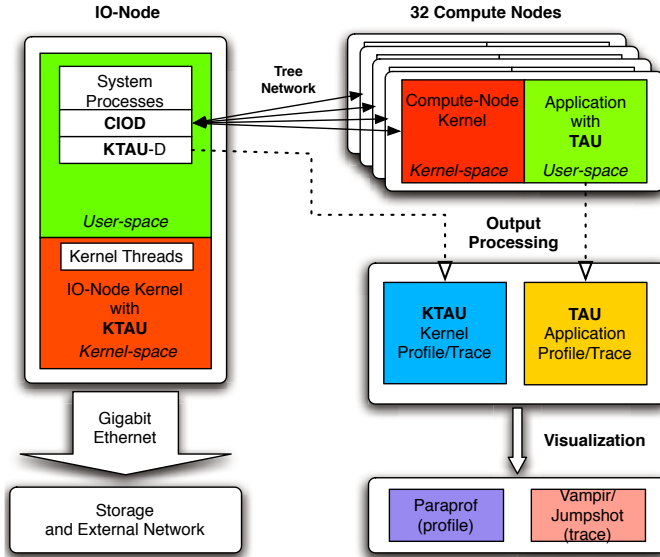 IO-Node
32 Compute Nodes
System
Processes
CIOD
KTAU-D
User-space
Kernel Threads
IO-Node Kernel
with
KTAU
Kernel-space
Tree
Network
Compute-Node
Kernel
Kernel-space
Application
with
TAU
User-space
Output
Processing
KTAU
Kernel
Profile/Trace
TAU
Application
Profile/Trace
Gigabit
Ethernet
Visualization
Storage
and External Network
Paraprof
(profile)
Vampir/
Jumpshot
(trace)